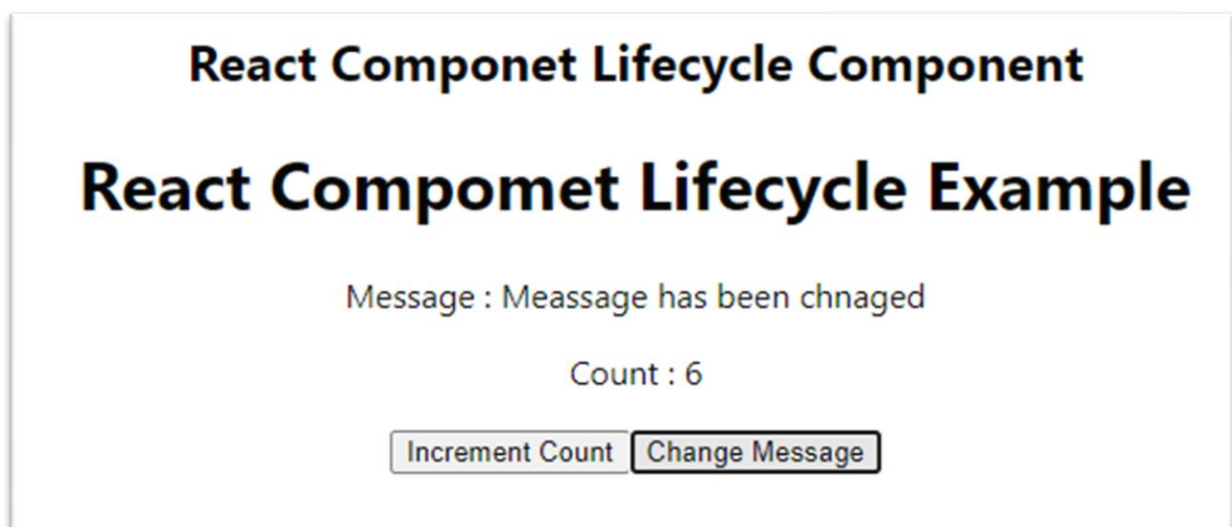 React Componet Lifecycle Component
React Compomet Lifecycle Example
Message : Meassage has been chnaged
Count : 6
Increment Count Change Message